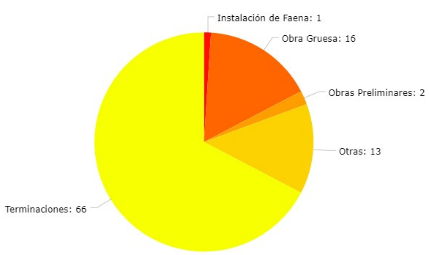 Instalación de Faena: 1
Obra Gruesa: 16
Obras Preliminares: 2
Otras: 13
Terminaciones: 66